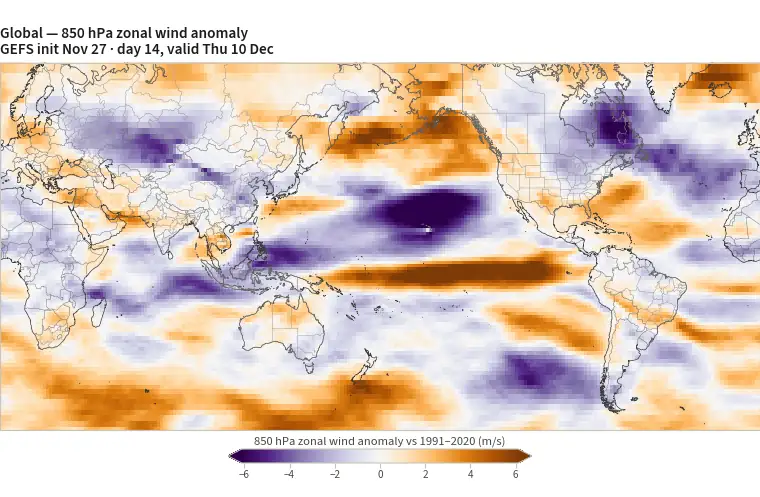 Global — 850 hPa zonal wind anomaly
GEFS init Nov 27 · day 14, valid Thu 10 Dec
850 hPa zonal wind anomaly vs 1991–2020 (m/s)
−6 −4 −2 0 2 4 6